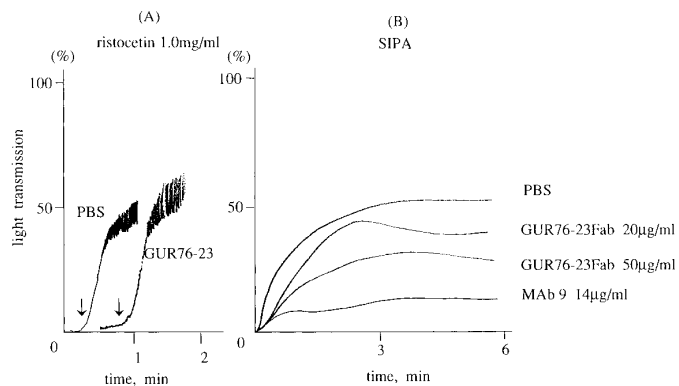 (A)
ristocetin 1.0mg/ml
(%)
100
50
0
light transmission
PBS
GUR76-23
1
2
time, min
(B)
SIPA
(%)
100
50
0
3
6
time, min
PBS
GUR76-23Fab 20µg/ml
GUR76-23Fab 50µg/ml
MAb 9 14µg/ml